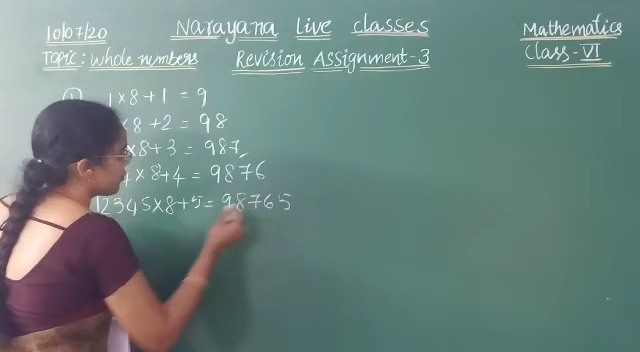 10/07/20 Narayana Live classes Mathematics
Topic: Whole numbers Revision Assignment-3 Class-VI
1 1×8+1 = 9
×8+2 = 98
×8+3 = 987
4×8+4 = 9876
12345×8+5 = 98765